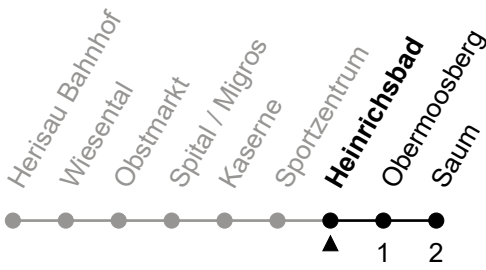 Herisau Bahnhof
Wiesental
Obstmarkt
Spital / Migros
Kaserne
Sportzentrum
Heinrichsbad
Obermoosberg
Saum
1
2